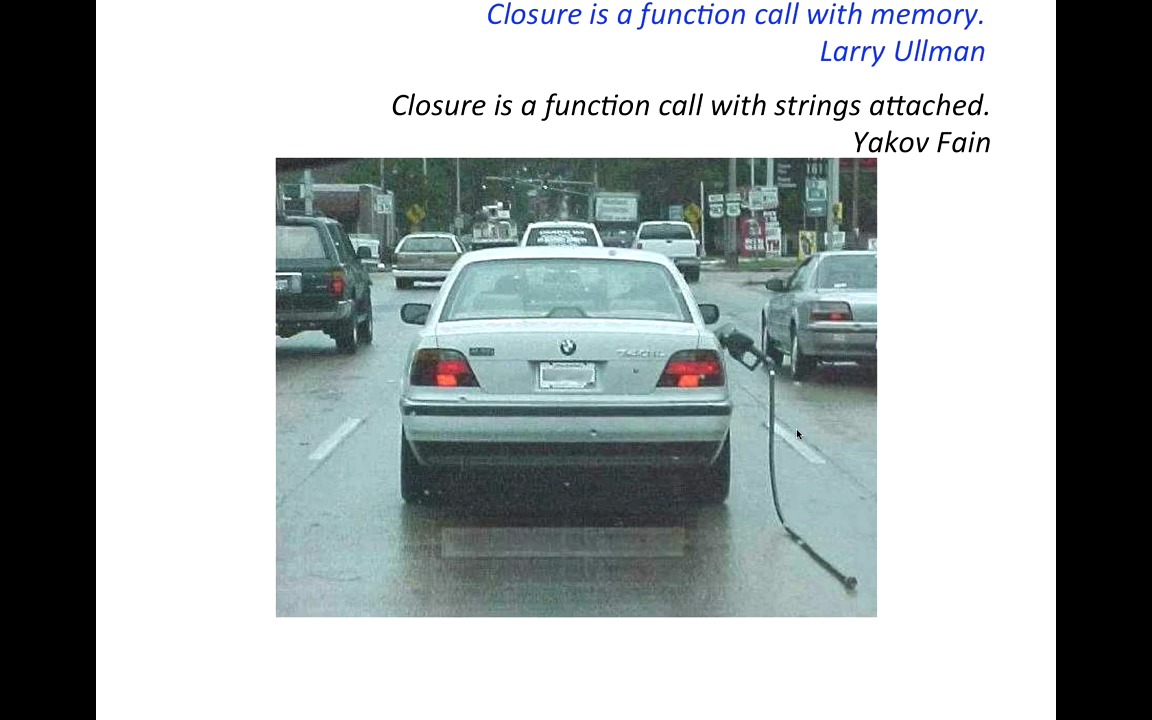 Closure is a function call with memory.
Larry Ullman
Closure is a function call with strings attached.
Yakov Fain